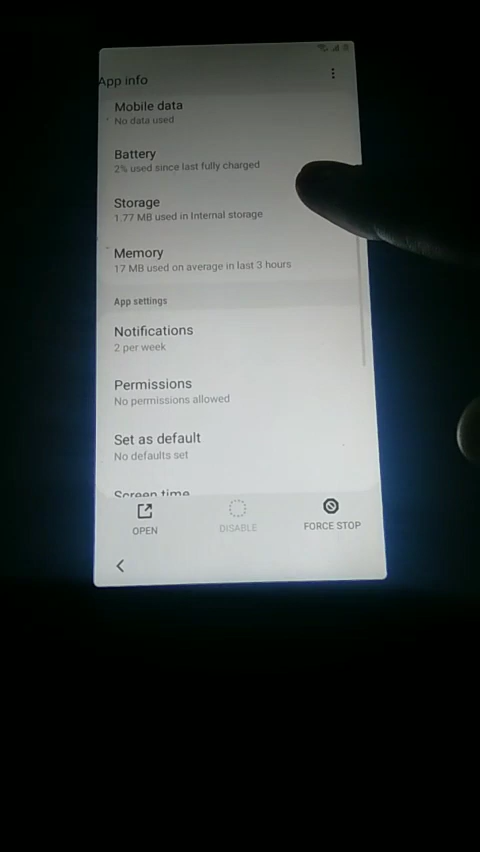 App info
Mobile data
No data used
Battery
2% used since last fully charged
Storage
1.77 MB used in Internal storage
Memory
17 MB used on average in last 3 hours
App settings
Notifications
2 per week
Permissions
No permissions allowed
Set as default
No defaults set
Screen time
OPEN
DISABLE
FORCE STOP